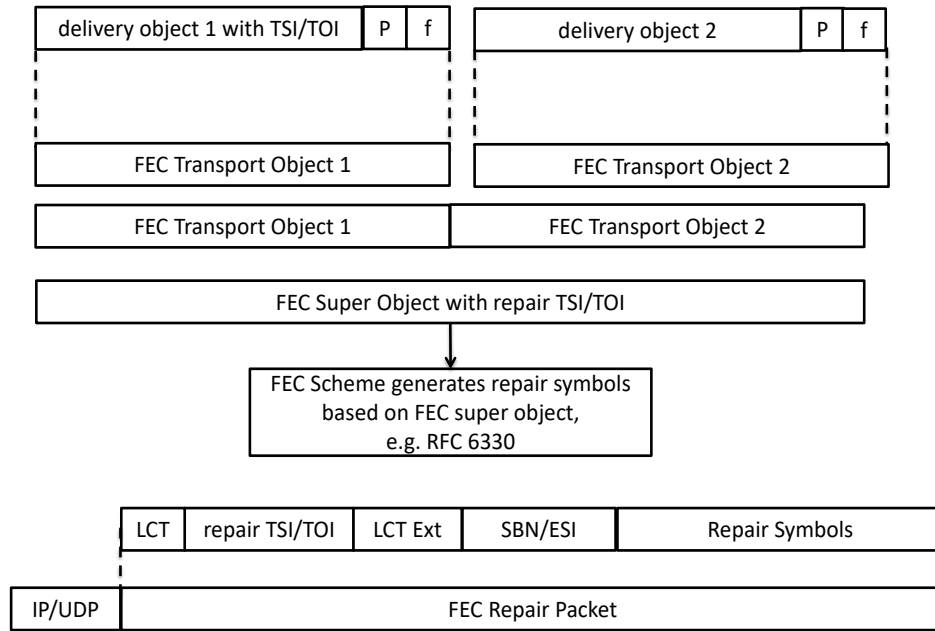 delivery object 1 with TSI/TOI P f delivery object 2 P f
FEC Transport Object 1 FEC Transport Object 2
FEC Transport Object 1 FEC Transport Object 2
FEC Super Object with repair TSI/TOI
FEC Scheme generates repair symbols
based on FEC super object,
e.g. RFC 6330
LCT repair TSI/TOI LCT Ext SBN/ESI Repair Symbols
IP/UDP FEC Repair Packet